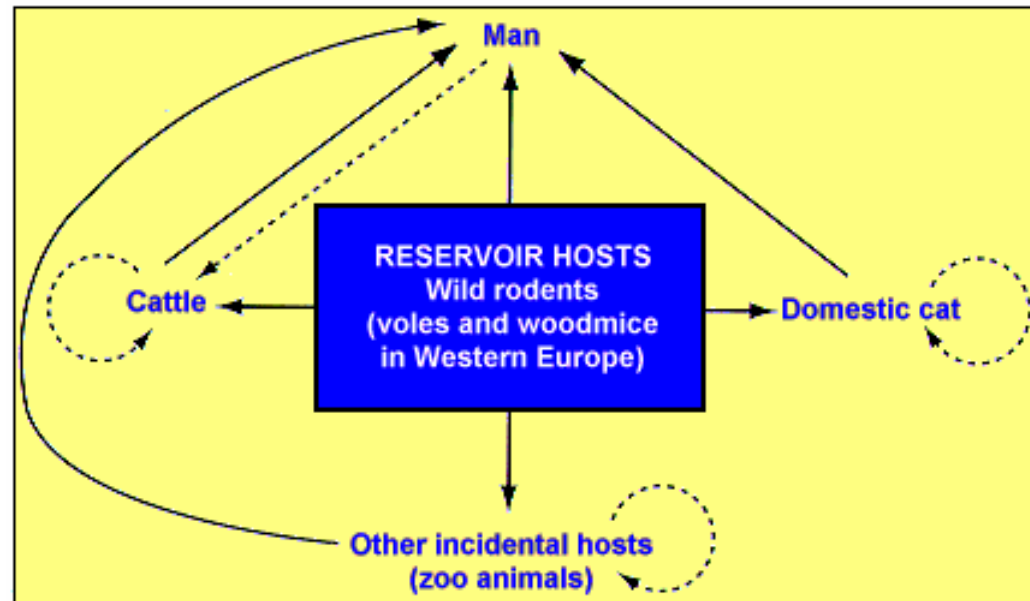 Man
RESERVOIR HOSTS
Wild rodents
(voles and woodmice
in Western Europe)
Cattle
Domestic cat
Other incidental hosts
(zoo animals)